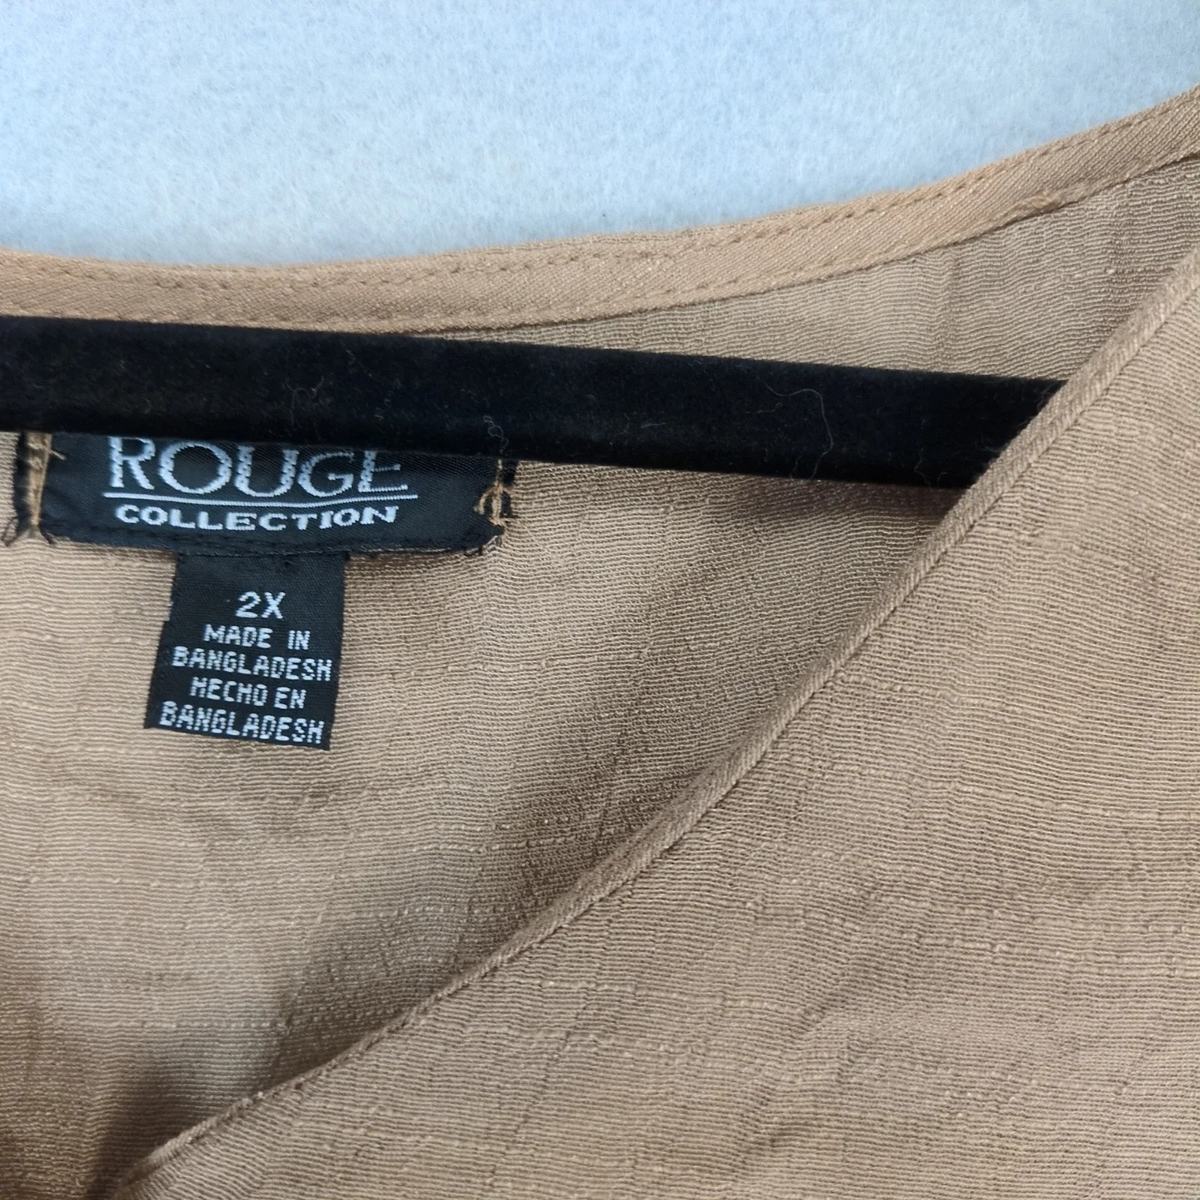 ROUGE
COLLECTION
2X
MADE IN
BANGLADESH
HECHO EN
BANGLADESH